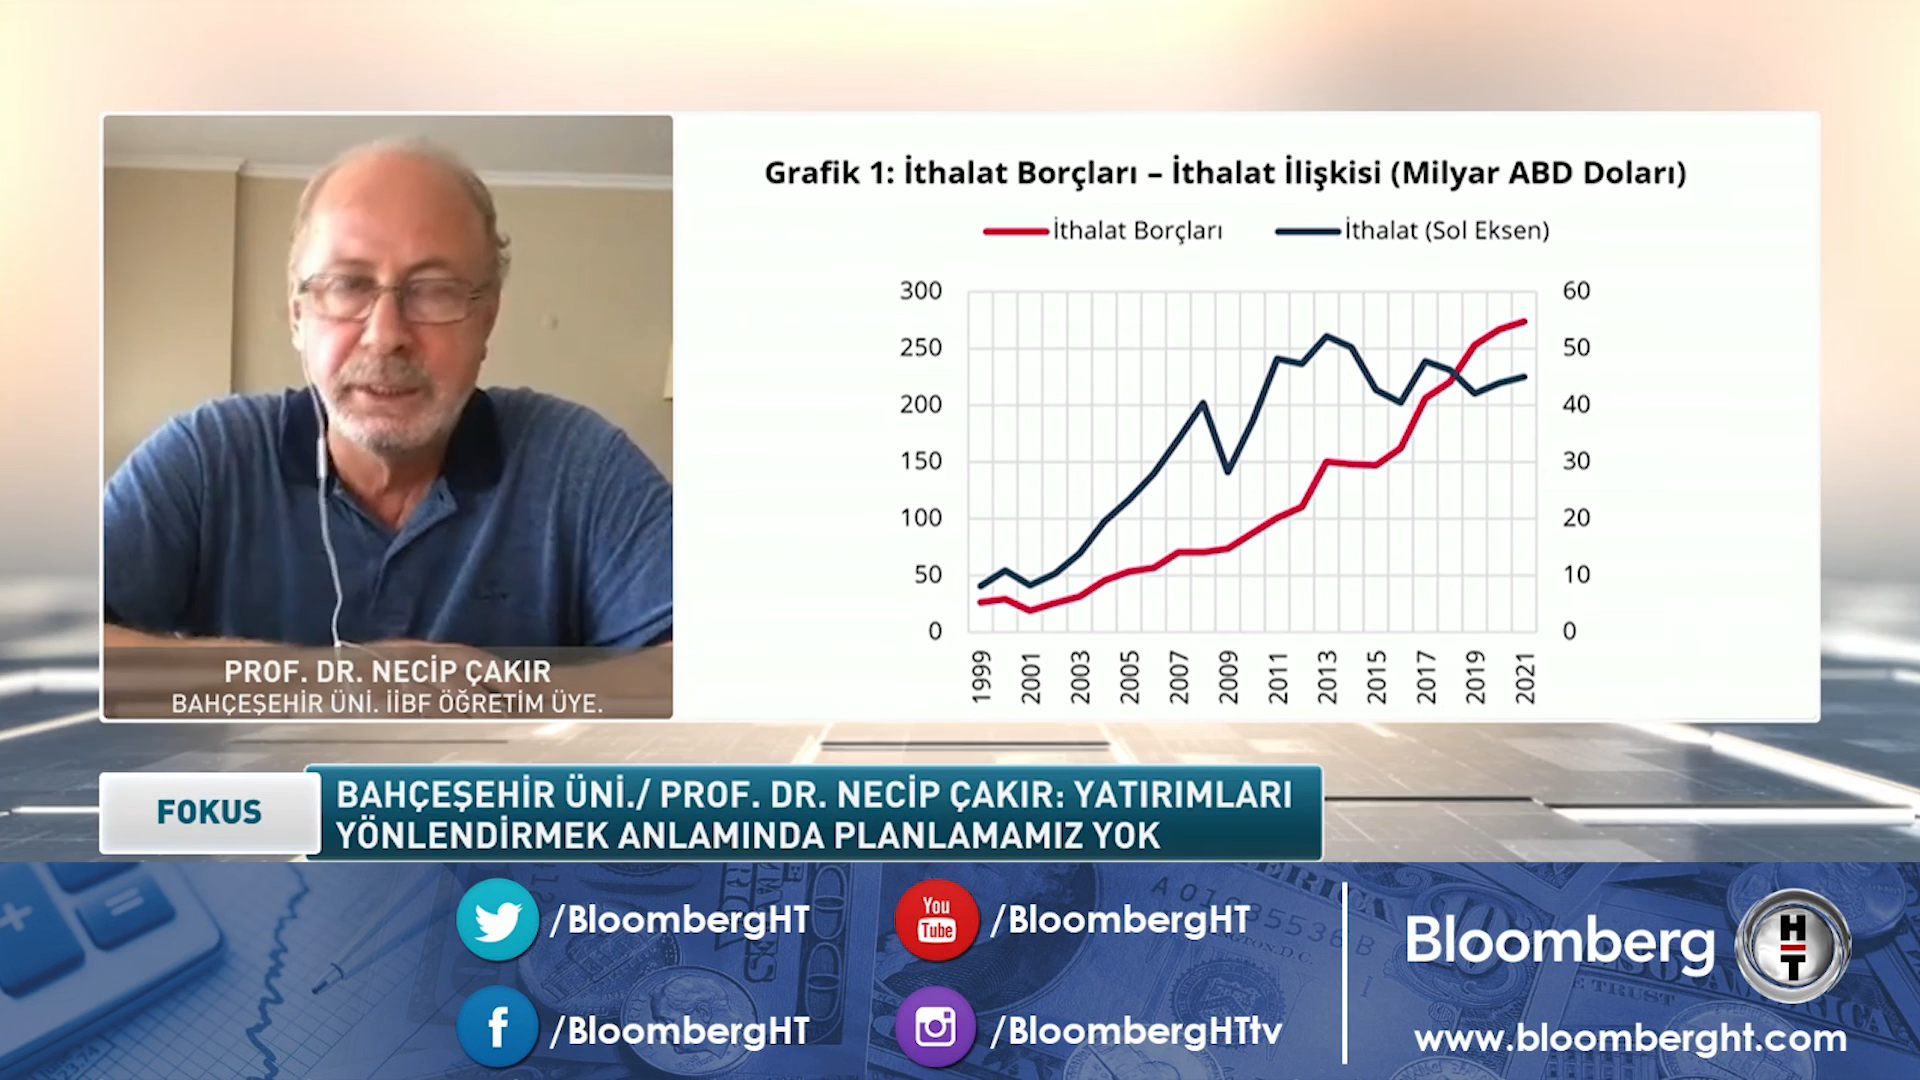 Grafik 1: İthalat Borçları – İthalat İlişkisi (Milyar ABD Doları)
İthalat Borçları İthalat (Sol Eksen)
300 60
250 50
200 40
150 30
100 20
50 10
0 0
1999 2001 2003 2005 2007 2009 2011 2013 2015 2017 2019 2021
PROF. DR. NECİP ÇAKIR
BAHÇEŞEHİR ÜNİ. İİBF ÖĞRETİM ÜYE.
FOKUS
BAHÇEŞEHİR ÜNİ./ PROF. DR. NECİP ÇAKIR: YATIRIMLARI
YÖNLENDİRMEK ANLAMINDA PLANLAMAMIZ YOK
/BloombergHT
You
Tube
/BloombergHT
f /BloombergHT
/BloombergHTtv
Bloomberg
HT
www.bloomberght.com